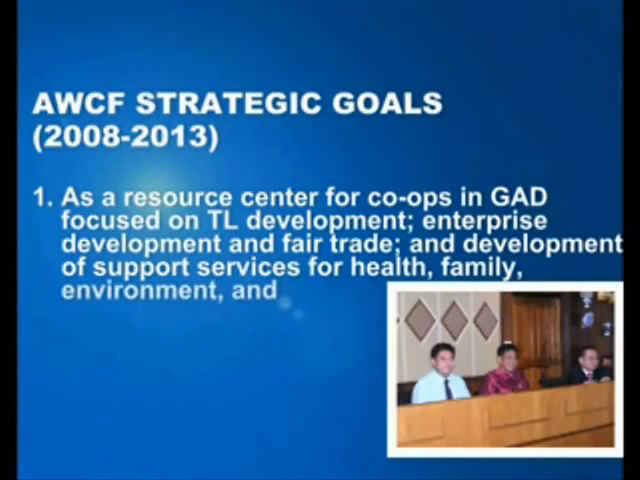 AWCF STRATEGIC GOALS
(2008-2013)
1. As a resource center for co-ops in GAD
focused on TL development; enterprise
development and fair trade; and development
of support services for health, family,
environment, and